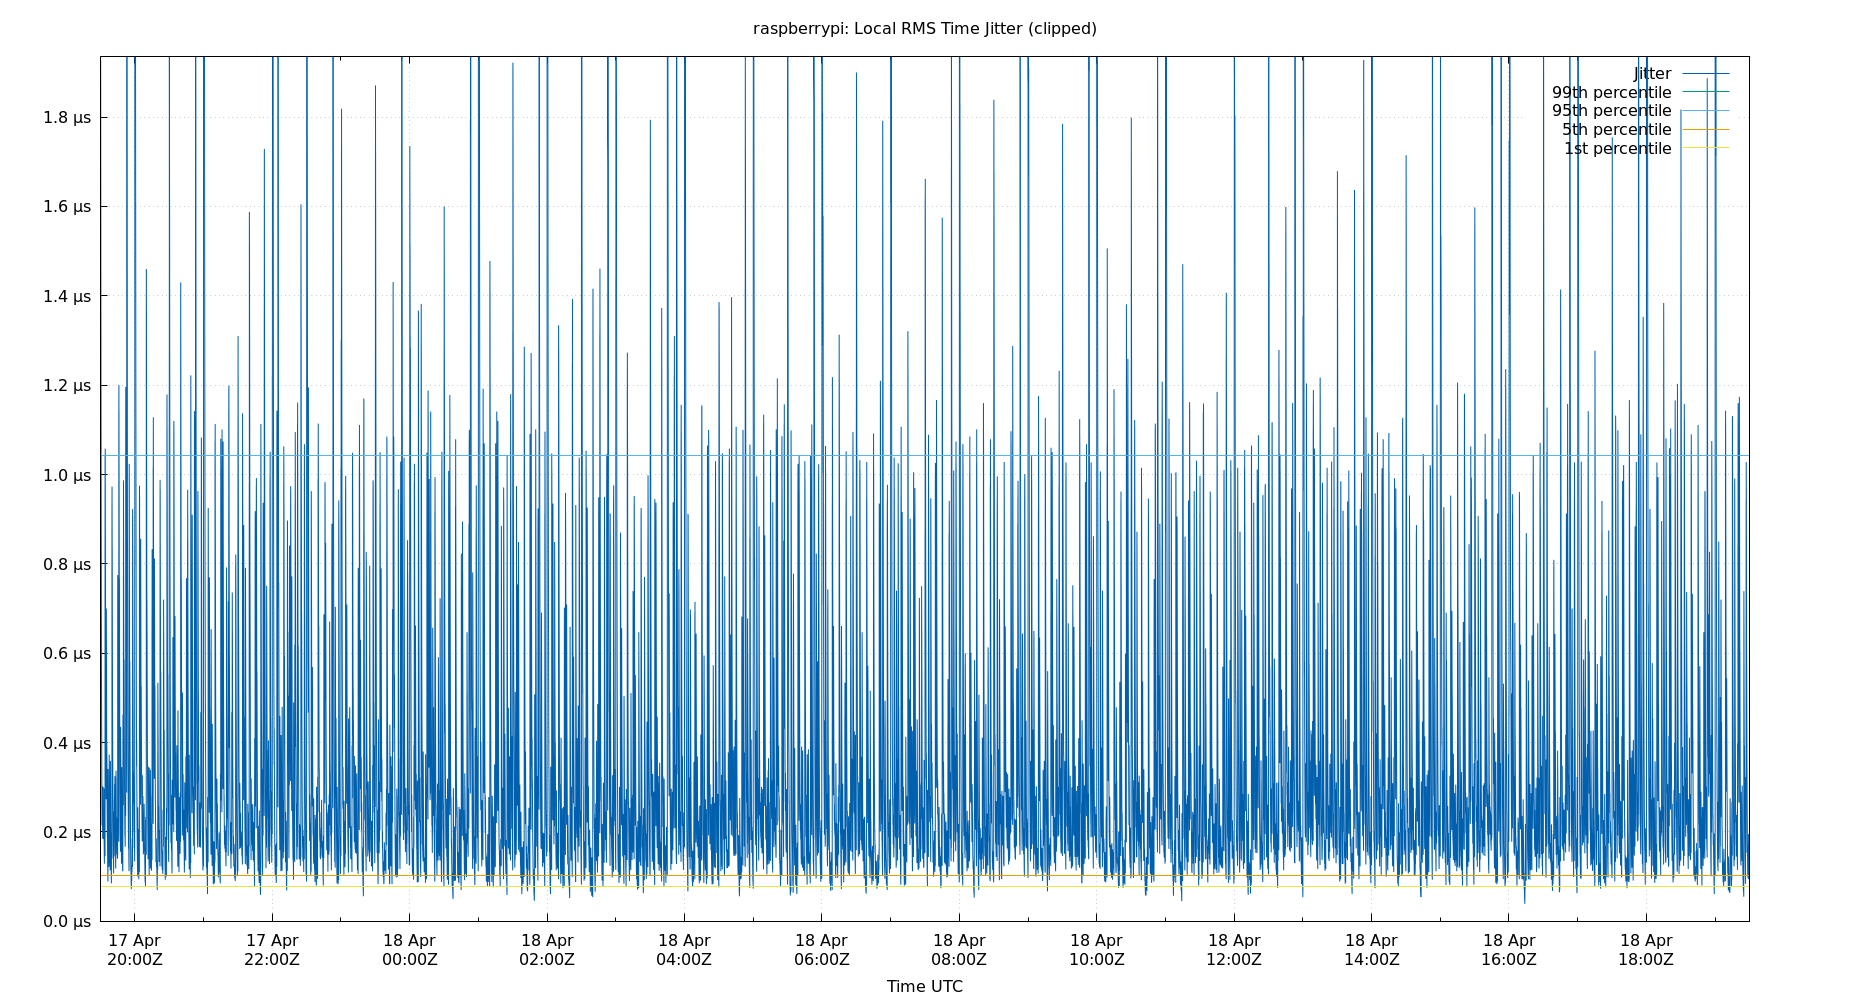 raspberrypi: Local RMS Time Jitter (clipped)
Jitter
99th percentile
95th percentile
5th percentile
1st percentile
1.8 μs
1.6 μs
1.4 μs
1.2 μs
1.0 μs
0.8 μs
0.6 μs
0.4 μs
0.2 μs
0.0 μs
17 Apr 17 Apr 18 Apr 18 Apr 18 Apr 18 Apr 18 Apr 18 Apr 18 Apr 18 Apr 18 Apr 18 Apr
20:00Z 22:00Z 00:00Z 02:00Z 04:00Z 06:00Z 08:00Z 10:00Z 12:00Z 14:00Z 16:00Z 18:00Z
Time UTC